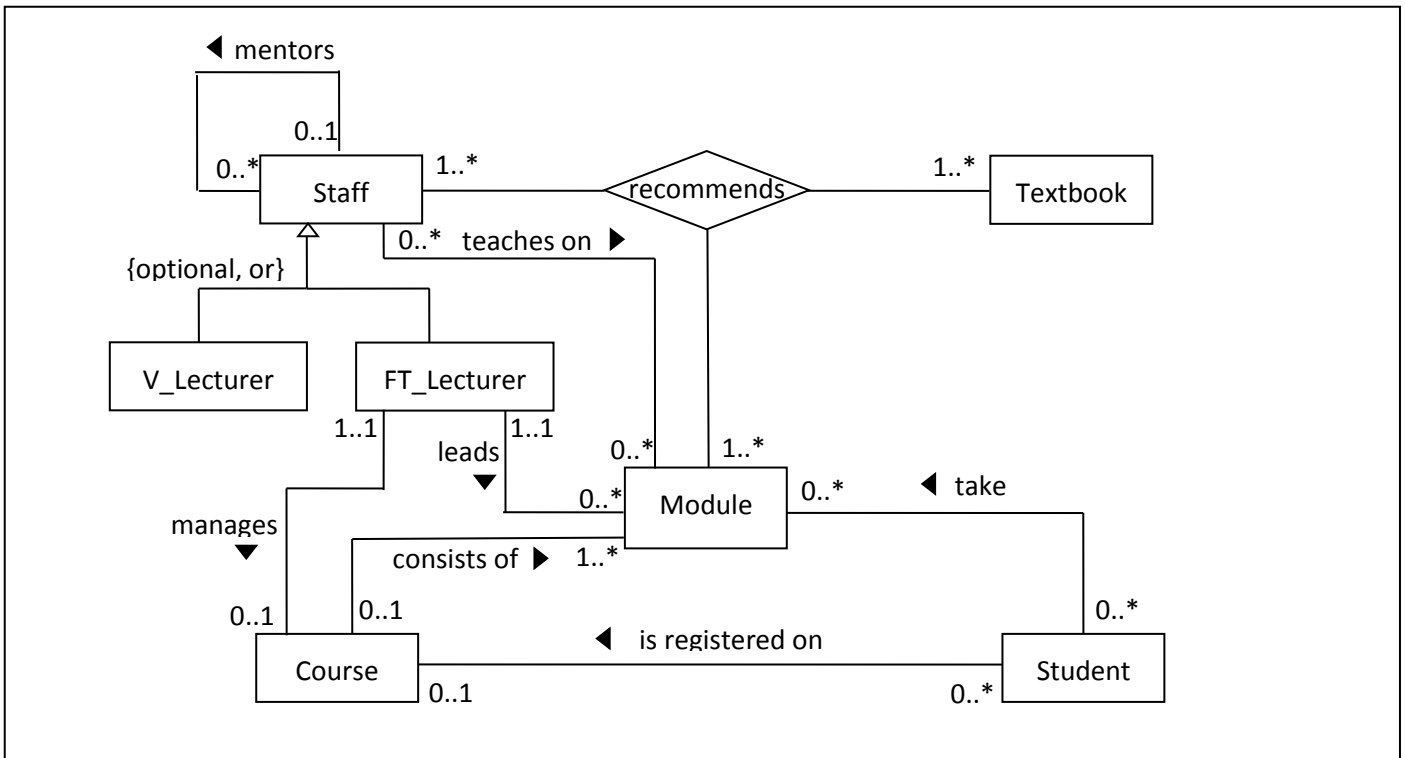 mentors
0..1
0..*
Staff
1..*
recommends
1..*
Textbook
0..*
teaches on
{optional, or}
V_Lecturer
FT_Lecturer
1..1
1..1
leads
0..*
1..*
manages
0..*
Module
0..*
take
consists of
1..*
0..1
0..1
0..*
Course
is registered on
Student
0..1
0..*